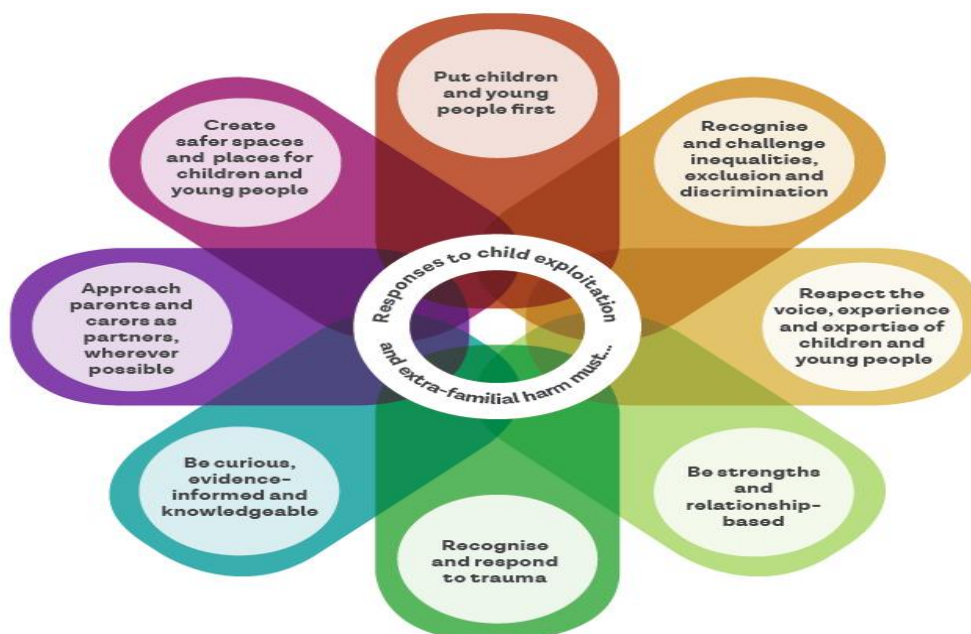 Responses to child exploitation
and extra-familial harm must...
Put children
and young
people first
Recognise
and challenge
inequalities,
exclusion and
discrimination
Respect the
voice, experience
and expertise of
children and
young people
Be strengths
and
relationship-
based
Recognise
and respond
to trauma
Be curious,
evidence-
informed and
knowledgeable
Approach
parents and
carers as
partners,
wherever
possible
Create
safer spaces
and places for
children and
young people